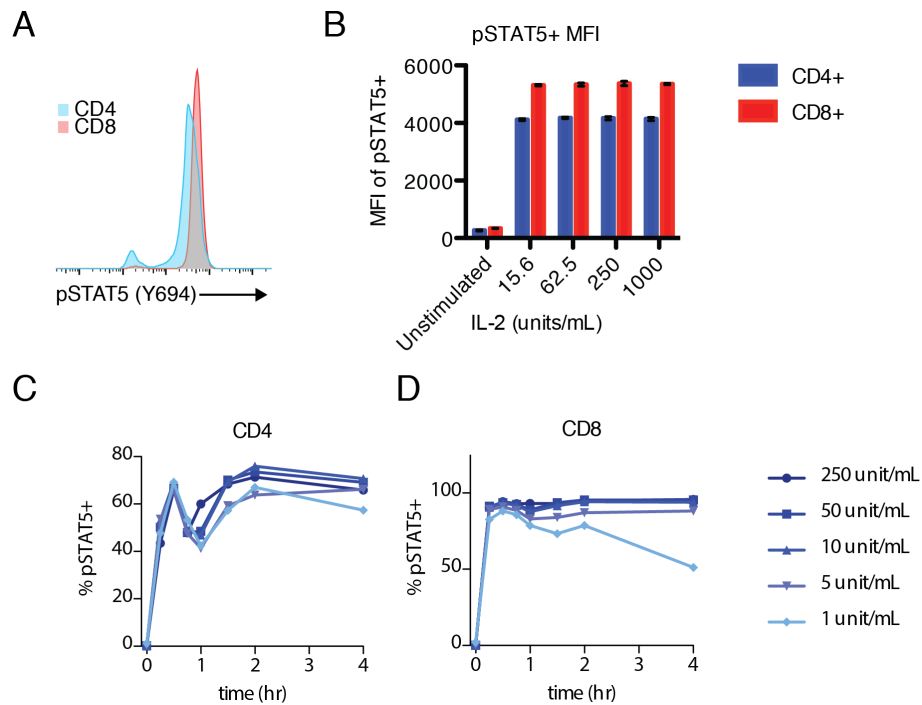 A
CD4
CD8
pSTAT5 (Y694)
B
pSTAT5+ MFI
MFI of pSTAT5+
6000
4000
2000
0
Unstimulated
15.6
62.5
250
1000
IL-2 (units/mL)
CD4+
CD8+
C
CD4
% pSTAT5+
80
60
40
20
0
0
1
2
3
4
time (hr)
D
CD8
% pSTAT5+
100
50
0
0
1
2
3
4
time (hr)
250 unit/mL
50 unit/mL
10 unit/mL
5 unit/mL
1 unit/mL